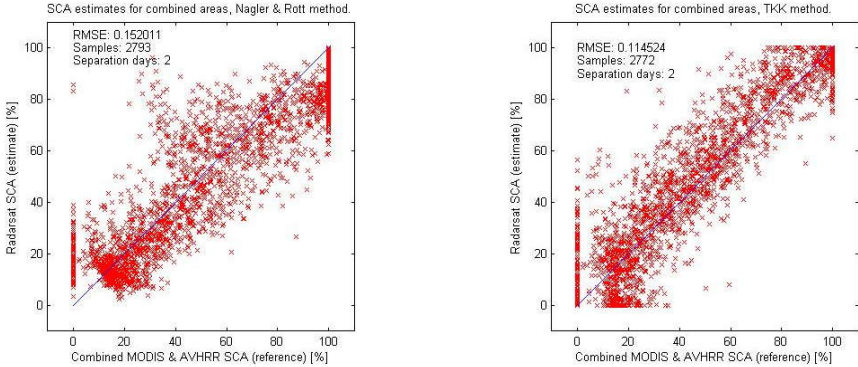 SCA estimates for combined areas, Nagler & Rott method.
RMSE: 0.152011
Samples: 2793
Separation days: 2
100
80
60
40
20
0
Radarsat SCA (estimate) [%]
0 20 40 60 80 100
Combined MODIS & AVHRR SCA (reference) [%]
SCA estimates for combined areas, TKK method.
RMSE: 0.114524
Samples: 2772
Separation days: 2
100
80
60
40
20
0
Radarsat SCA (estimate) [%]
0 20 40 60 80 100
Combined MODIS & AVHRR SCA (reference) [%]